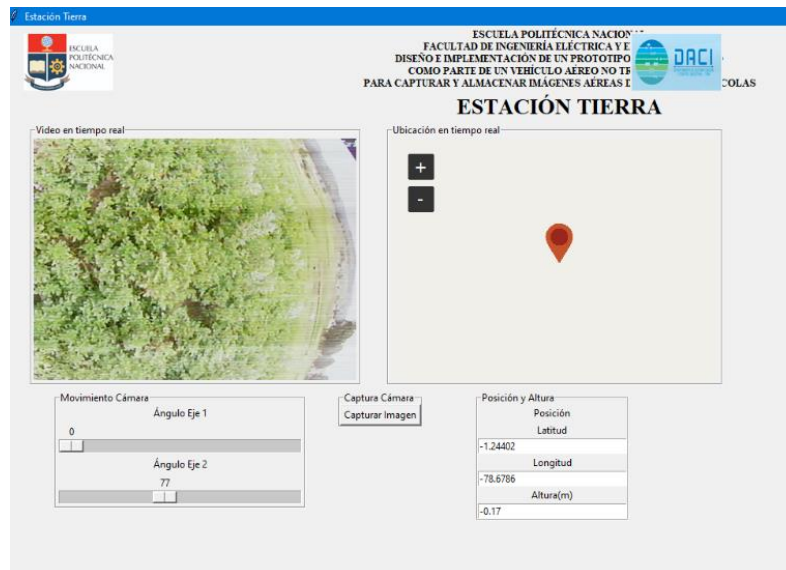 Estación Tierra
ESCUELA
POLITÉCNICA
NACIONAL
ESCUELA POLITÉCNICA
FACULTAD DE INGENIERÍA ELÉCTRICA Y E
DISEÑO E IMPLEMENTACIÓN DE UN PROTOTIPO
COMO PARTE DE UN VEHÍCULO AÉREO NO
PARA CAPTURAR Y ALMACENAR IMÁGENES AÉREAS COLAS
DACI
ESTACIÓN TIERRA
Video en tiempo real
Ubicación en tiempo real
+
-
Movimiento Cámara
Ángulo Eje 1
0
Ángulo Eje 2
77
Captura Cámara
Capturar Imagen
Posición y Altura
Posición
Latitud
-1.24402
Longitud
-78.6786
Altura(m)
-0.17